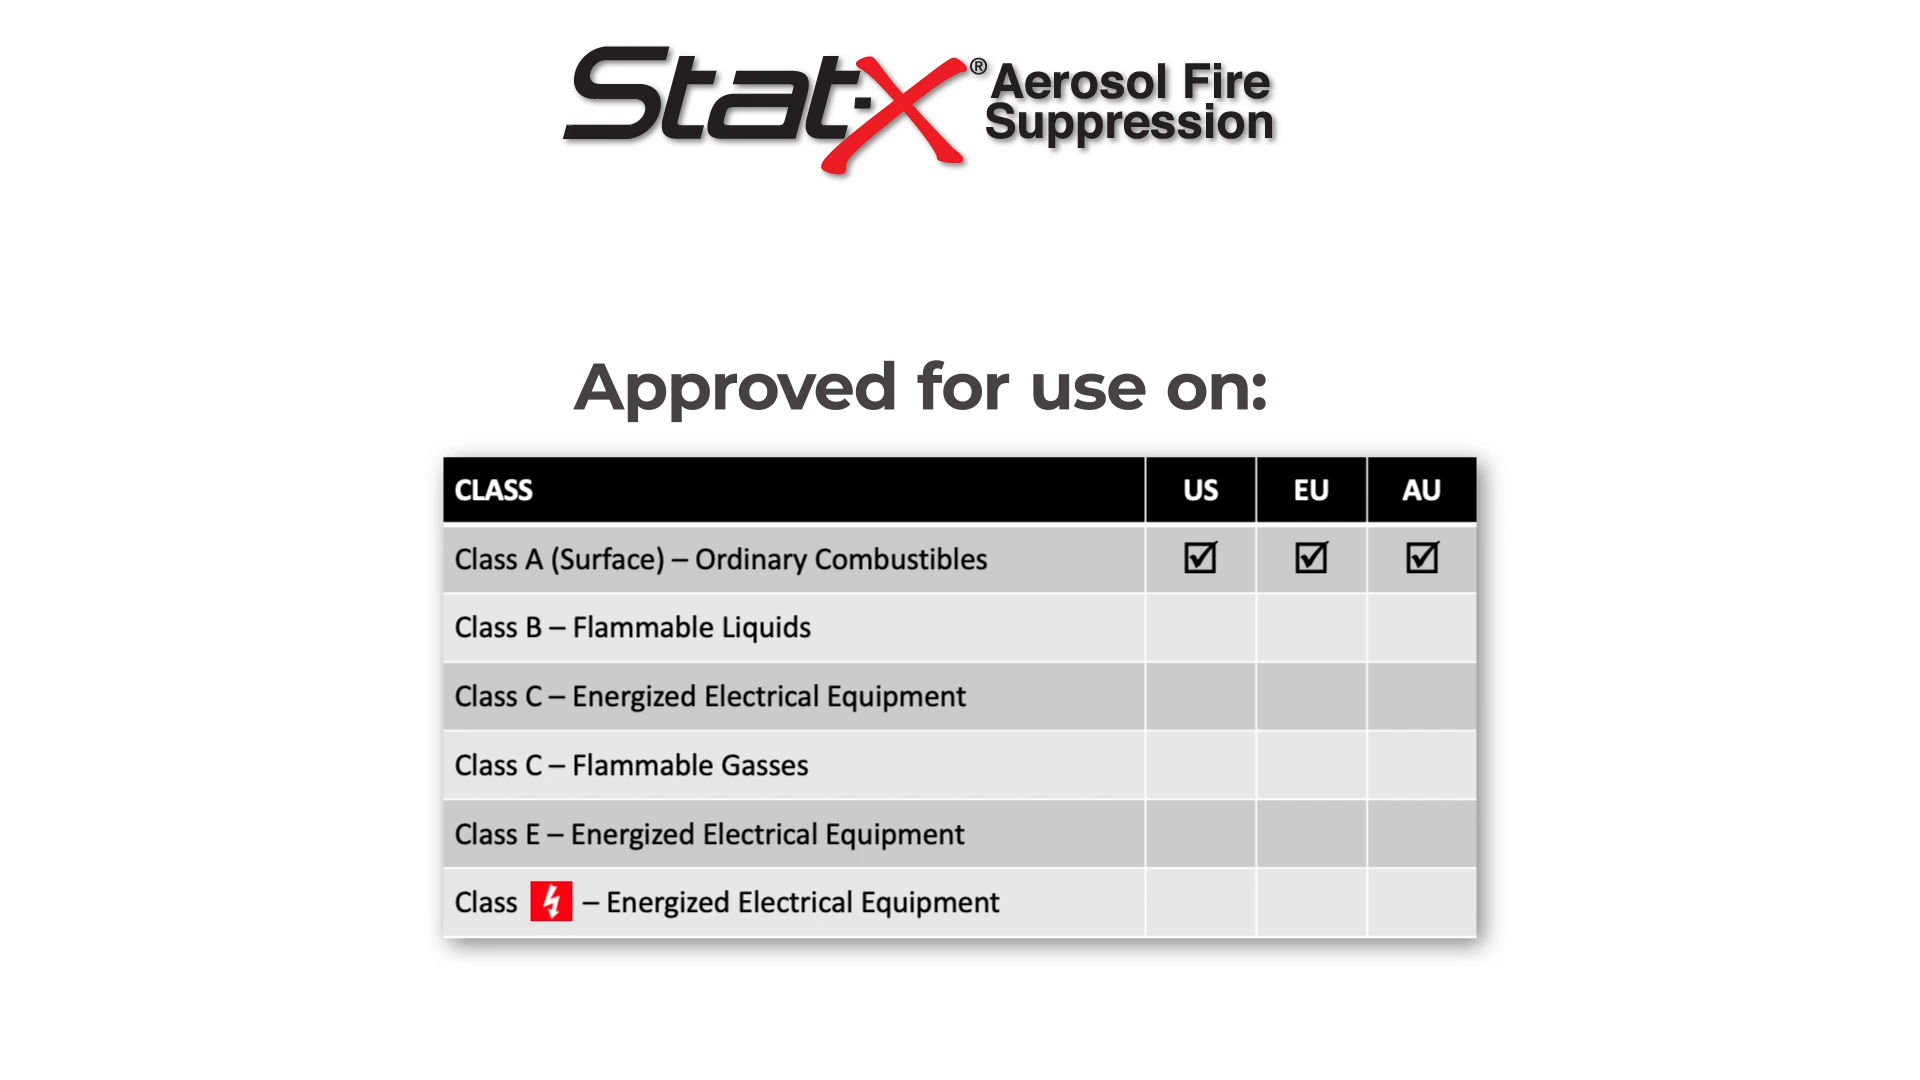 Stat-X® Aerosol Fire
Suppression
Approved for use on:
CLASS US EU AU
Class A (Surface) – Ordinary Combustibles ☑ ☑ ☑
Class B – Flammable Liquids
Class C – Energized Electrical Equipment
Class C – Flammable Gasses
Class E – Energized Electrical Equipment
Class – Energized Electrical Equipment